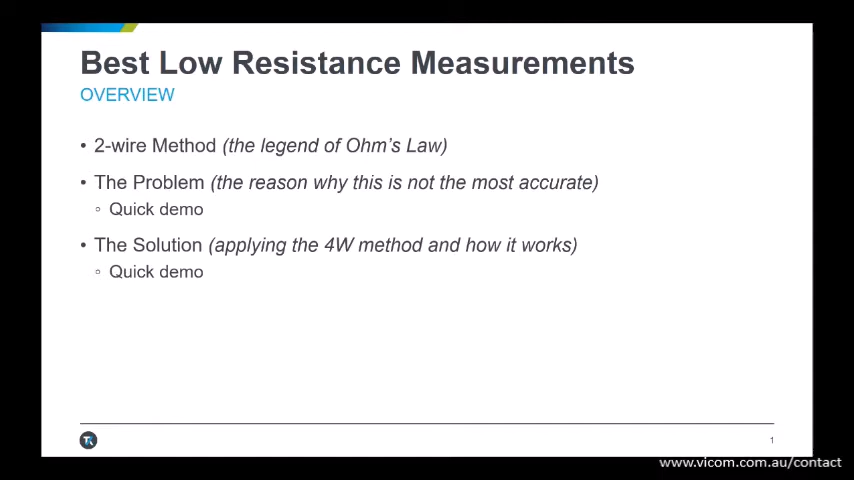 Best Low Resistance Measurements
OVERVIEW
• 2-wire Method (the legend of Ohm's Law)
• The Problem (the reason why this is not the most accurate)
◦ Quick demo
• The Solution (applying the 4W method and how it works)
◦ Quick demo
TK
1
www.vicom.com.au/contact